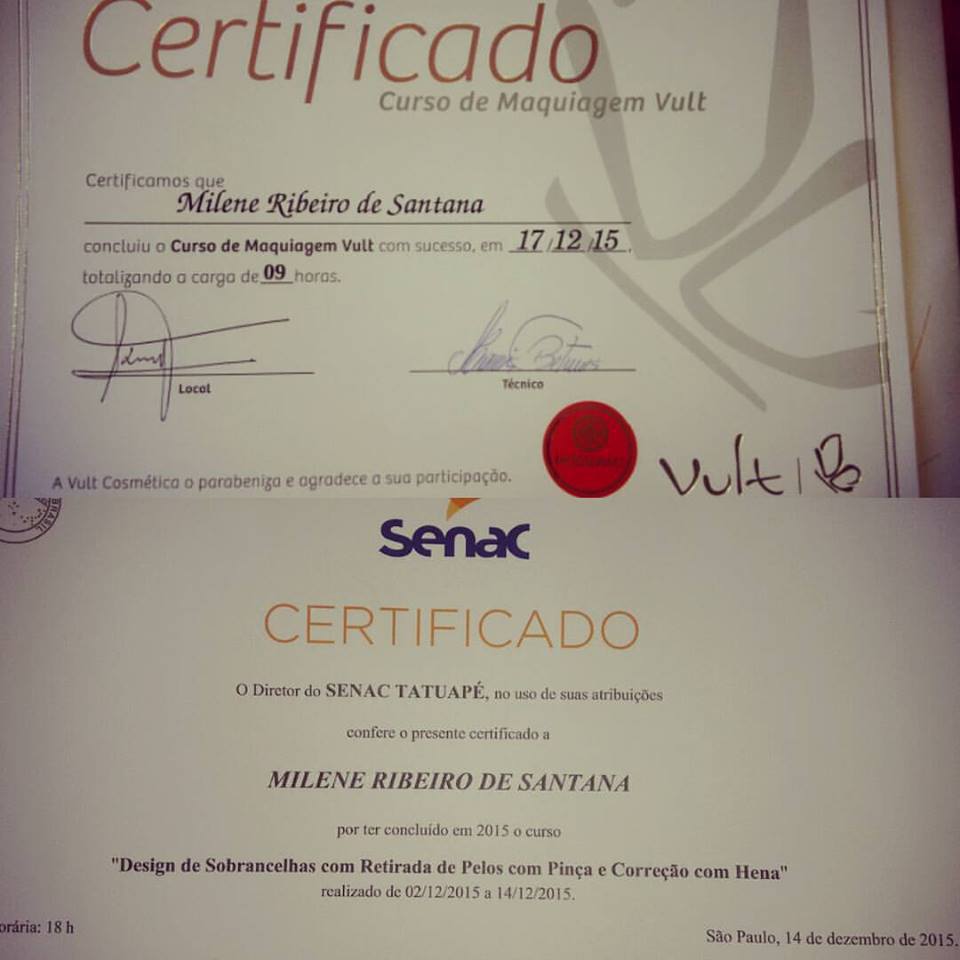 Certificado
Curso de Maquiagem Vult
Certificamos que
Milene Ribeiro de Santana
concluiu o Curso de Maquiagem Vult com sucesso, em 17/12/15,
totalizando a carga de 09 horas.
Local
Técnico
A Vult Cosmética o parabeniza e agradece a sua participação.
Vult | B
BRASIL
Senac
CERTIFICADO
O Diretor do SENAC TATUAPÉ, no uso de suas atribuições
confere o presente certificado a
MILENE RIBEIRO DE SANTANA
por ter concluído em 2015 o curso
"Design de Sobrancelhas com Retirada de Pelos com Pinça e Correção com Hena"
realizado de 02/12/2015 a 14/12/2015.
orária: 18 h
São Paulo, 14 de dezembro de 2015.